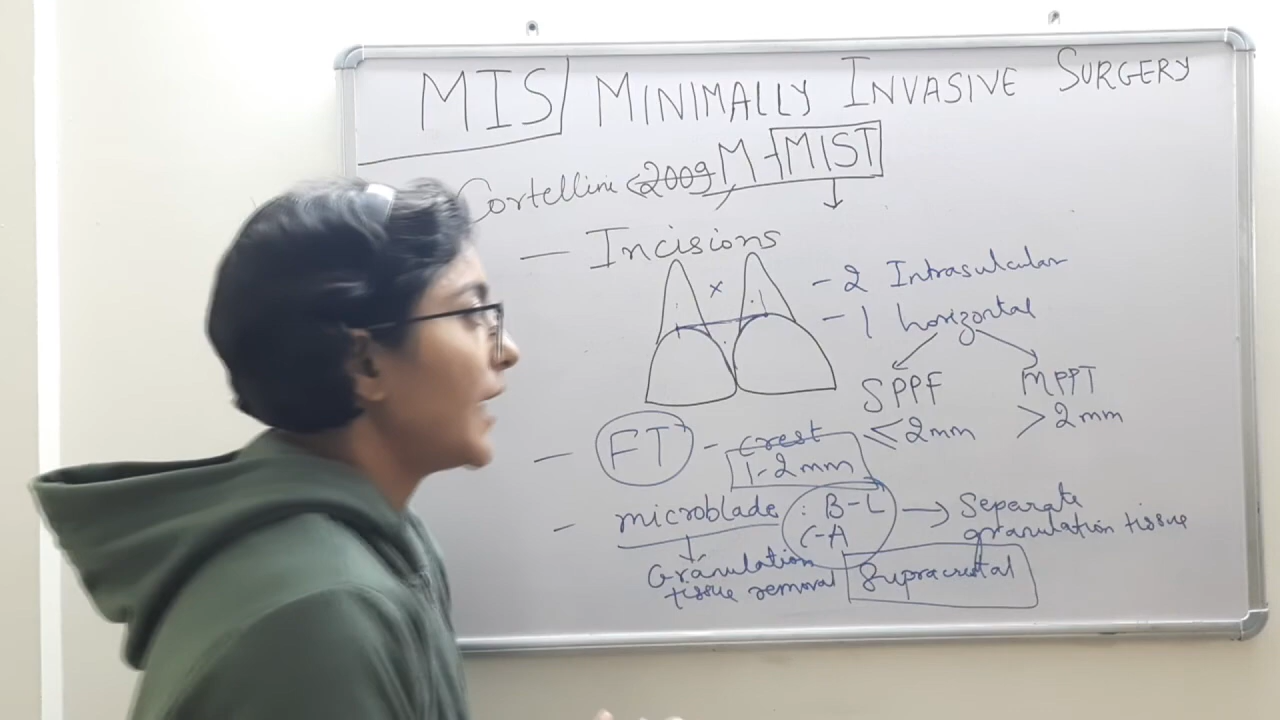 MIS MINIMALLY INVASIVE SURGERY
Cortellini 2009 M-MIST
- Incisions
x
- 2 Intrasulcular
- 1 horizontal
SPPF MPPT
≤2mm >2mm
- FT - crest
1-2mm
- microblade : B-L → Separate
C-A granulation tissue
Granulation
tissue removal Supracrestal